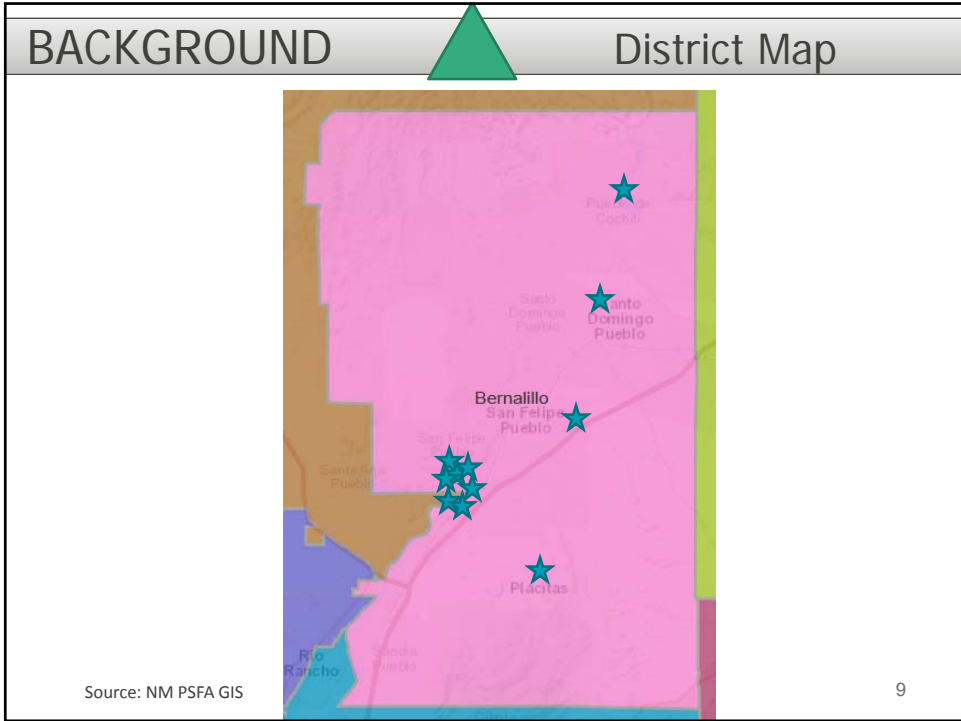 BACKGROUND
District Map
Pueblo de
Cochiti
Santo
Domingo
Pueblo
anto
Domingo
Pueblo
Bernalillo
San Felipe
Pueblo
San Felipe
Santa Ana
Pueblo
Placitas
Rio
Rancho
Sandia
Pueblo
Source: NM PSFA GIS
9